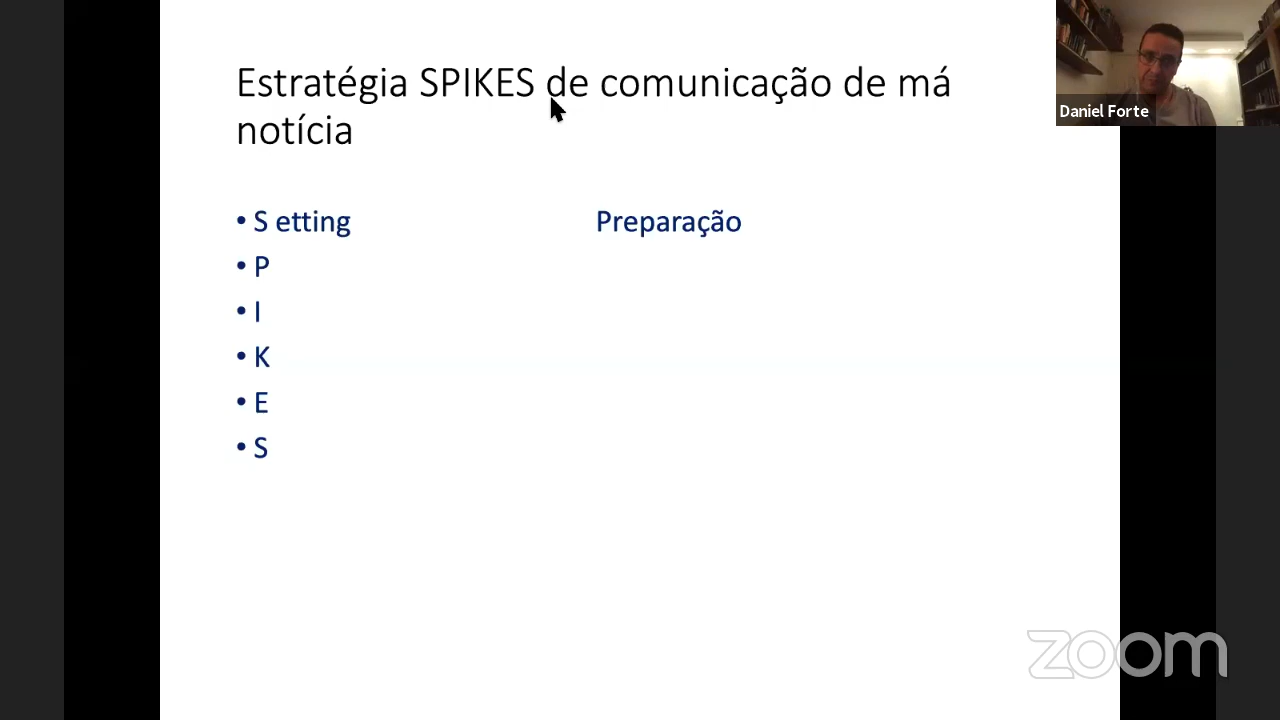 Estratégia SPIKES de comunicação de má
notícia
• S etting Preparação
• P
• I
• K
• E
• S
Daniel Forte
zoom